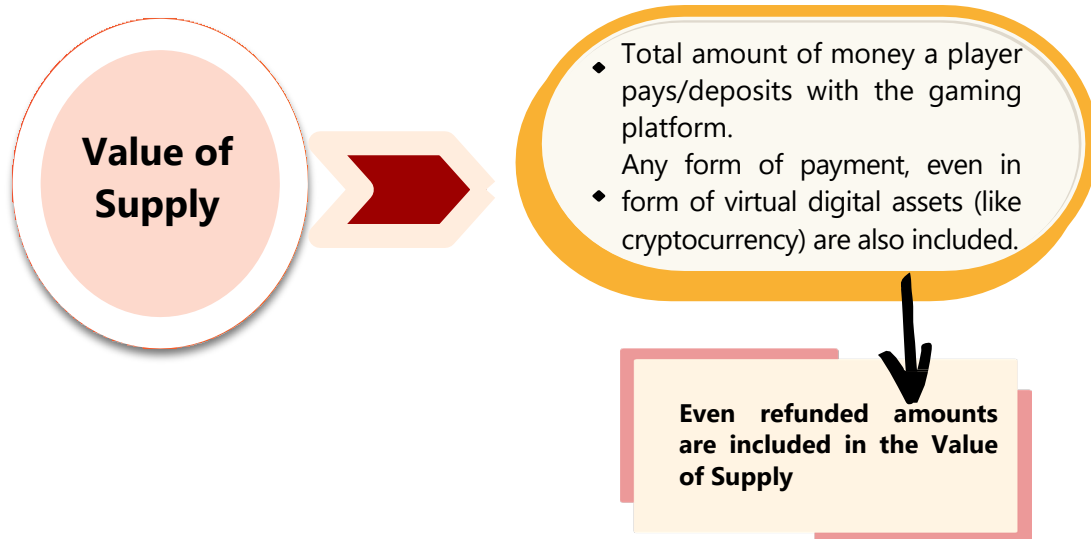 Value of
Supply
Total amount of money a player
pays/deposits with the gaming
platform.
Any form of payment, even in
form of virtual digital assets (like
cryptocurrency) are also included.
Even refunded amounts
are included in the Value
of Supply